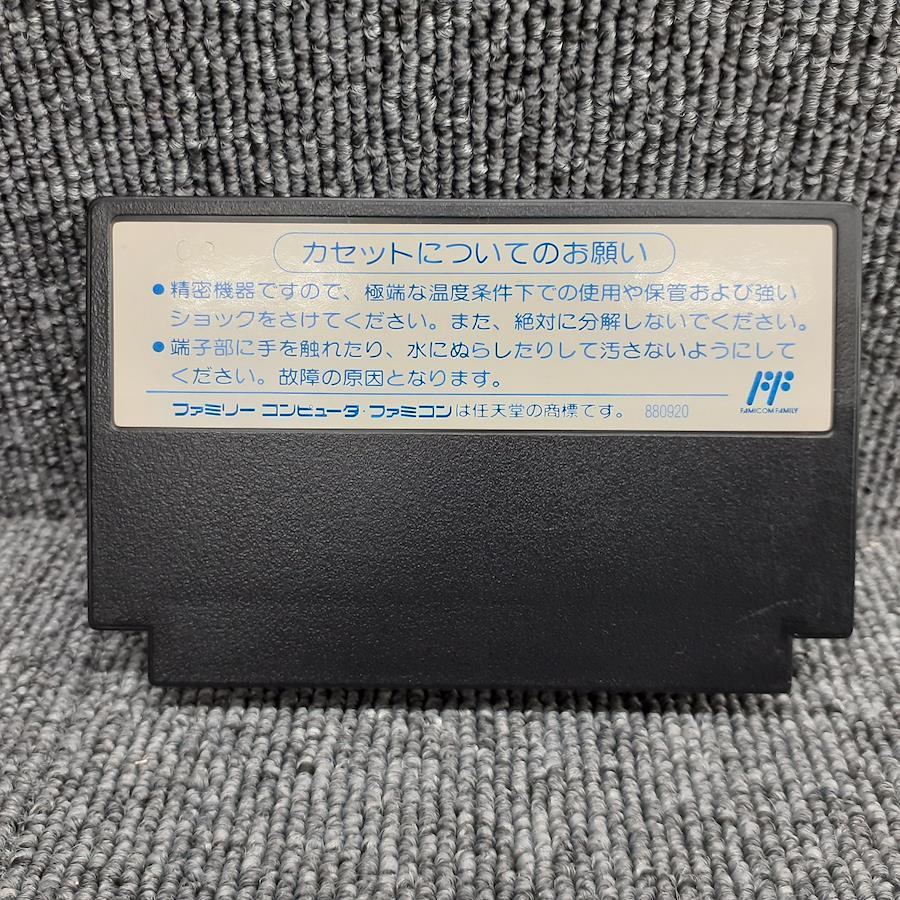 カセットについてのお願い
●精密機器ですので、極端な温度条件下での使用や保管および強い
ショックをさけてください。また、絶対に分解しないでください。
●端子部に手を触れたり、水にぬらしたりして汚さないようにして
ください。故障の原因となります。
FAMICOM FAMILY
ファミリー コンピュータ・ファミコンは任天堂の商標です。 880920